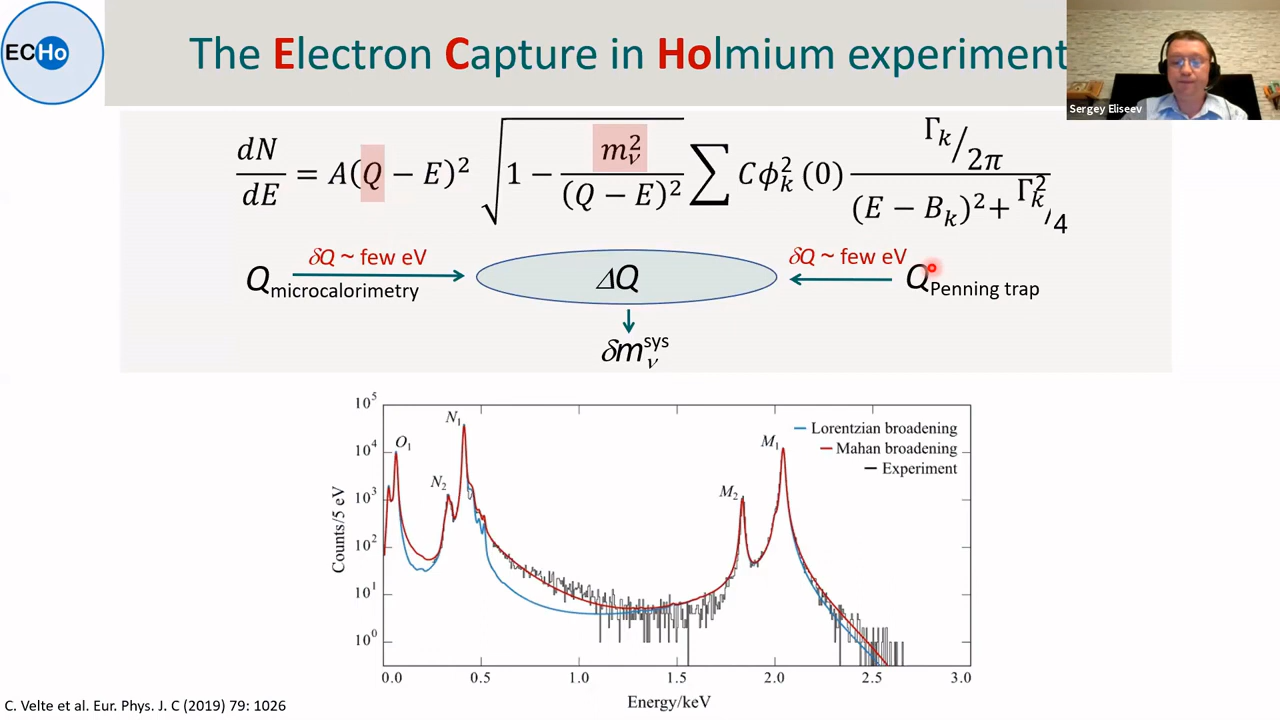 ECHo
The Electron Capture in Holmium experiment
Sergey Eliseev
dN/dE = A(Q − E)² √(1 − m_ν²/(Q − E)²) ∑ Cϕ_k²(0) (Γ_k/2π)/((E − B_k)² + Γ_k²/4)
δQ ~ few eV
δQ ~ few eV
Q microcalorimetry
ΔQ
Q Penning trap
δm_ν^sys
10⁵
10⁴
10³
10²
10¹
10⁰
Counts/5 eV
O₁
N₂
N₁
M₂
M₁
Lorentzian broadening
Mahan broadening
Experiment
0.0 0.5 1.0 1.5 2.0 2.5 3.0
Energy/keV
C. Velte et al. Eur. Phys. J. C (2019) 79: 1026